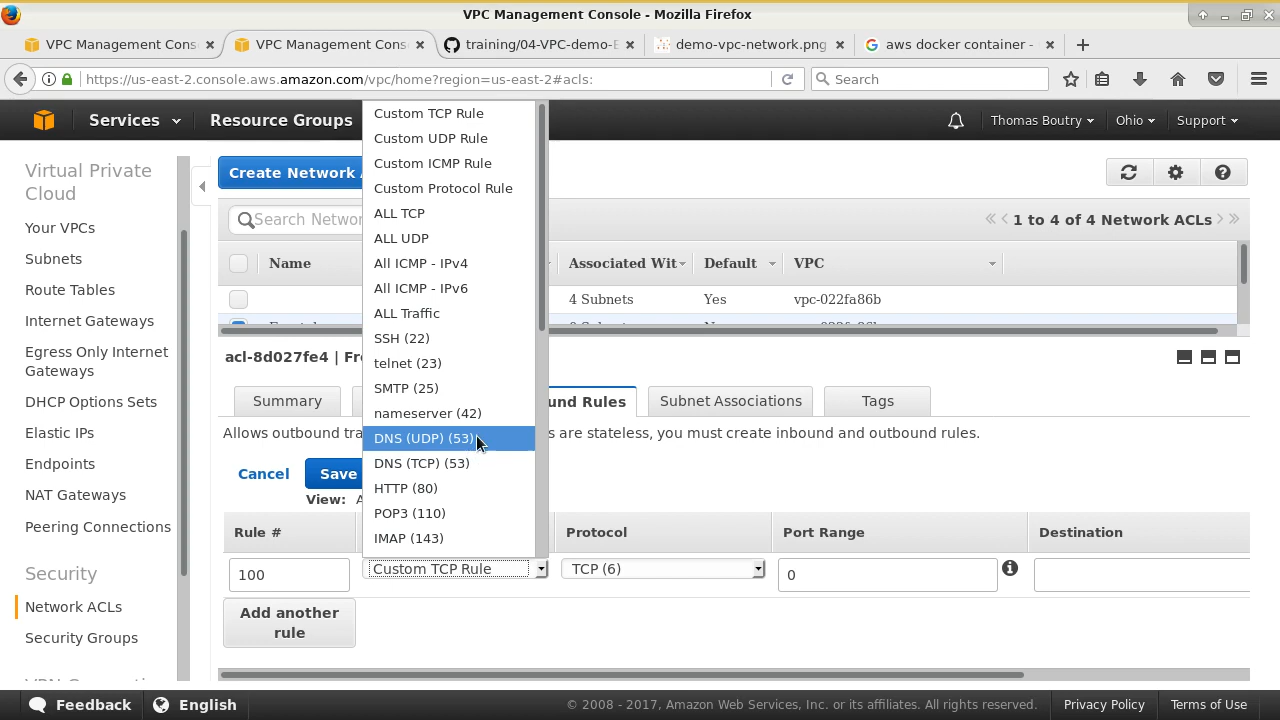 VPC Management Console - Mozilla Firefox
VPC Management Cons
VPC Management Cons
training/04-VPC-demo-E
demo-vpc-network.png
aws docker container -
https://us-east-2.console.aws.amazon.com/vpc/home?region=us-east-2#acls:
Search
Services
Resource Groups
Thomas Boutry
Ohio
Support
Virtual Private
Cloud
Your VPCs
Subnets
Route Tables
Internet Gateways
Egress Only Internet
Gateways
DHCP Options Sets
Elastic IPs
Endpoints
NAT Gateways
Peering Connections
Security
Network ACLs
Security Groups
Create Network A
Search Networ
1 to 4 of 4 Network ACLs
Name
Associated Wit
Default
VPC
4 Subnets
Yes
vpc-022fa86b
Custom TCP Rule
Custom UDP Rule
Custom ICMP Rule
Custom Protocol Rule
ALL TCP
ALL UDP
All ICMP - IPv4
All ICMP - IPv6
ALL Traffic
SSH (22)
telnet (23)
SMTP (25)
nameserver (42)
DNS (UDP) (53)
DNS (TCP) (53)
HTTP (80)
POP3 (110)
IMAP (143)
acl-8d027fe4 | Fro
Summary
und Rules
Subnet Associations
Tags
Allows outbound tra
s are stateless, you must create inbound and outbound rules.
Cancel
Save
View: A
Rule #
Protocol
Port Range
Destination
100
Custom TCP Rule
TCP (6)
0
Add another
rule
Feedback
English
© 2008 - 2017, Amazon Web Services, Inc. or its affiliates. All rights reserved.
Privacy Policy
Terms of Use